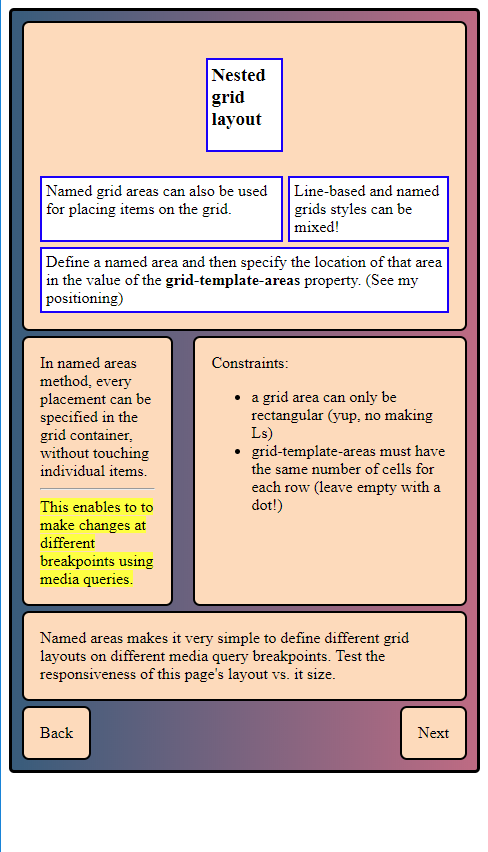 Nested
grid
layout
Named grid areas can also be used
for placing items on the grid.
Line-based and named
grids styles can be
mixed!
Define a named area and then specify the location of that area
in the value of the grid-template-areas property. (See my
positioning)
In named areas
method, every
placement can be
specified in the
grid container,
without touching
individual items.
This enables to to
make changes at
different
breakpoints using
media queries.
Constraints:
• a grid area can only be
rectangular (yup, no making
Ls)
• grid-template-areas must have
the same number of cells for
each row (leave empty with a
dot!)
Named areas makes it very simple to define different grid
layouts on different media query breakpoints. Test the
responsiveness of this page's layout vs. it size.
Back
Next